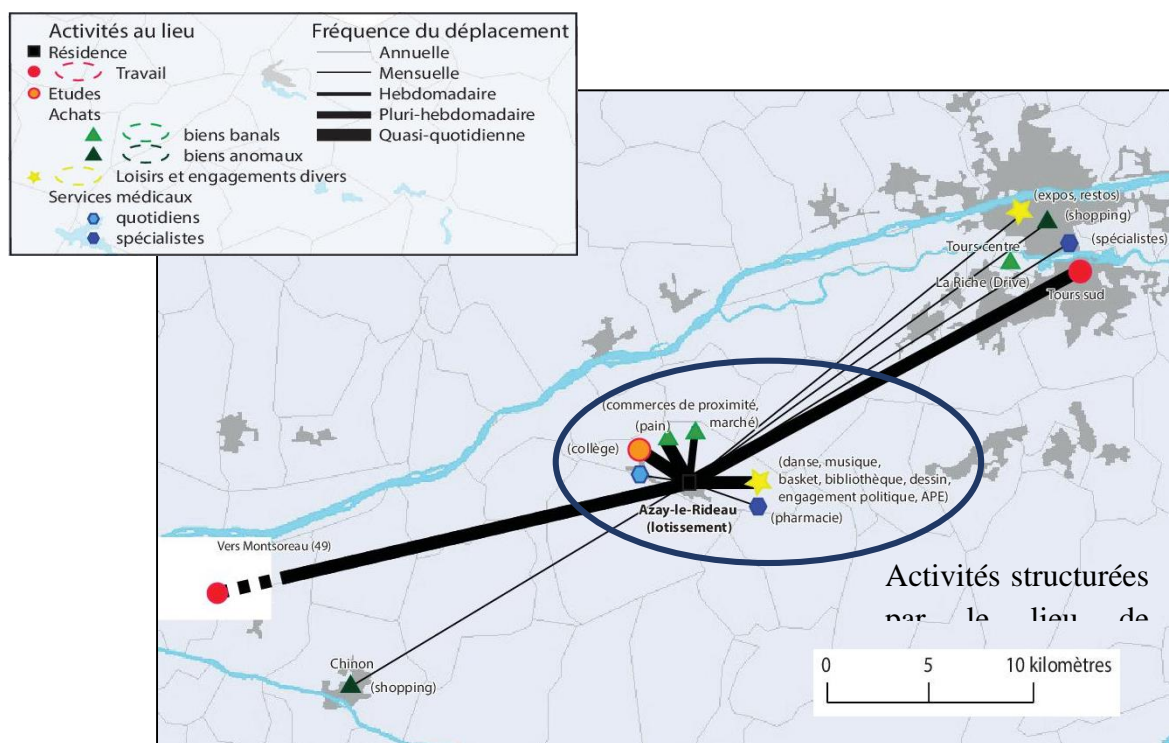 Activités au lieu
Résidence
Travail
Etudes
Achats
biens banals
biens anomaux
Loisirs et engagements divers
Services médicaux
quotidiens
spécialistes
Fréquence du déplacement
Annuelle
Mensuelle
Hebdomadaire
Pluri-hebdomadaire
Quasi-quotidienne
(expos, restos)
(shopping)
(spécialistes)
Tours centre
La Riche (Drive)
Tours sud
(commerces de proximité,
marché)
(pain)
(collège)
(danse, musique,
basket, bibliothèque, dessin,
engagement politique, APE)
(pharmacie)
Azay-le-Rideau
(lotissement)
Vers Montsoreau (49)
Activités structurées
par le lieu de
Chinon
(shopping)
0 5 10 kilomètres